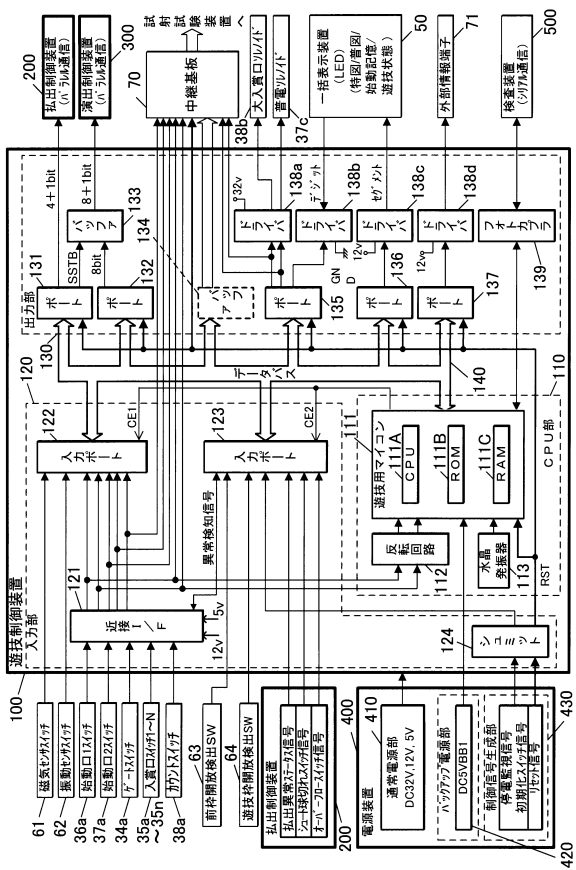 200
払出制御装置
(パラレル通信)
300
演出制御装置
(パラレル通信)
試射試験装置へ
70
中継基板
38b
大入賞口ソレノイド
37c
普電ソレノイド
50
一括表示装置
(LED)
(特図/普図/
始動記憶/
遊技状態)
71
外部情報端子
500
検査装置
(シリアル通信)
4+1bit
8+1bit
133
バッファ
134
32v
138a
ドライバ
デジット
138b
ドライバ
セグメント
138c
ドライバ
138d
ドライバ
フォトカプラ
139
SSTB
8bit
GND
12v
12v
131
ポート
132
ポート
バッファ
ポート
135
136
ポート
137
ポート
出力部
130
データバス
140
120
122
入力ポート
CE1
123
入力ポート
CE2
110
111
遊技用マイコン
111A
CPU
111B
ROM
111C
RAM
CPU部
異常検知信号
反転回路
112
水晶発振器
113
RST
遊技制御装置
入力部
121
近接I/F
5v
12v
124
シュミット
100
磁気センサスイッチ
61
振動センサスイッチ
62
始動口1スイッチ
36a
始動口2スイッチ
37a
ゲートスイッチ
34a
入賞口スイッチ1~N
35a
~35n
カウントスイッチ
38a
前枠開放検出SW
63
遊技枠開放検出SW
64
払出制御装置
払出異常ステータス信号
シュート球切れスイッチ信号
オーバーフロースイッチ信号
200
400
電源装置
410
通常電源部
DC32V,12V,5V
バックアップ電源部
DC5VBB1
420
430
制御信号生成部
停電監視信号
初期化スイッチ信号
リセット信号